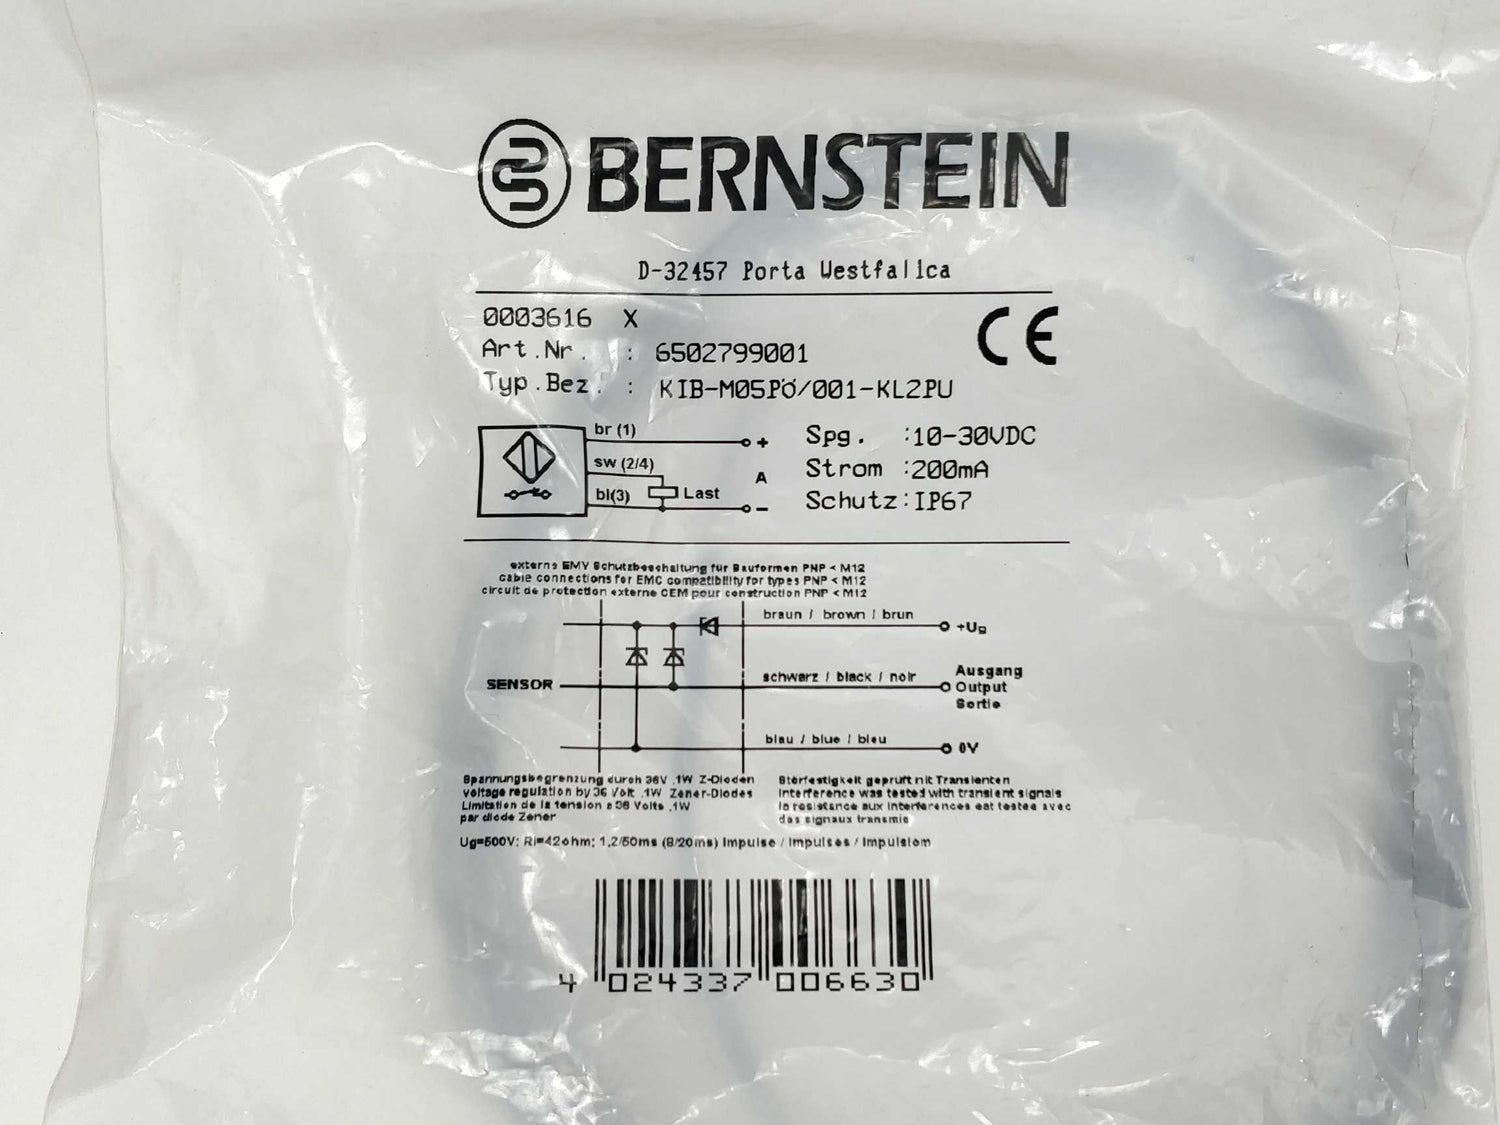 BERNSTEIN
D-32457 Porta Westfalica
0003616 X
Art.Nr. : 6502799001
Typ.Bez. : KIB-M05PÖ/001-KL2PU
CE
br (1)
+
sw (2/4)
A
bl(3)
Last
-
Spg. :10-30VDC
Strom :200mA
Schutz:IP67
externe EMV Schutzbeschaltung für Bauformen PNP < M12
cable connections for EMC compatibility for types PNP < M12
circuit de protection externe CEM pour construction PNP < M12
braun / brown / brun
+UB
SENSOR
schwarz / black / noir
Ausgang
Output
Sortie
blau / blue / bleu
0V
Spannungsbegrenzung durch 36V ,1W Z-Dioden
voltage regulation by 36 Volt ,1W Zener-Diodes
Limitation de la tension a 36 Volts ,1W
par diode Zener
Störfestigkeit geprüft mit Transienten
Interference was tested with transient signals
la resistance aux interferences est testee avec
des signaux transmis
Ug=500V; Ri=42ohm; 1,2/50ms (8/20ms) Impulse / Impulses / Impulsiom
4 024337 006630